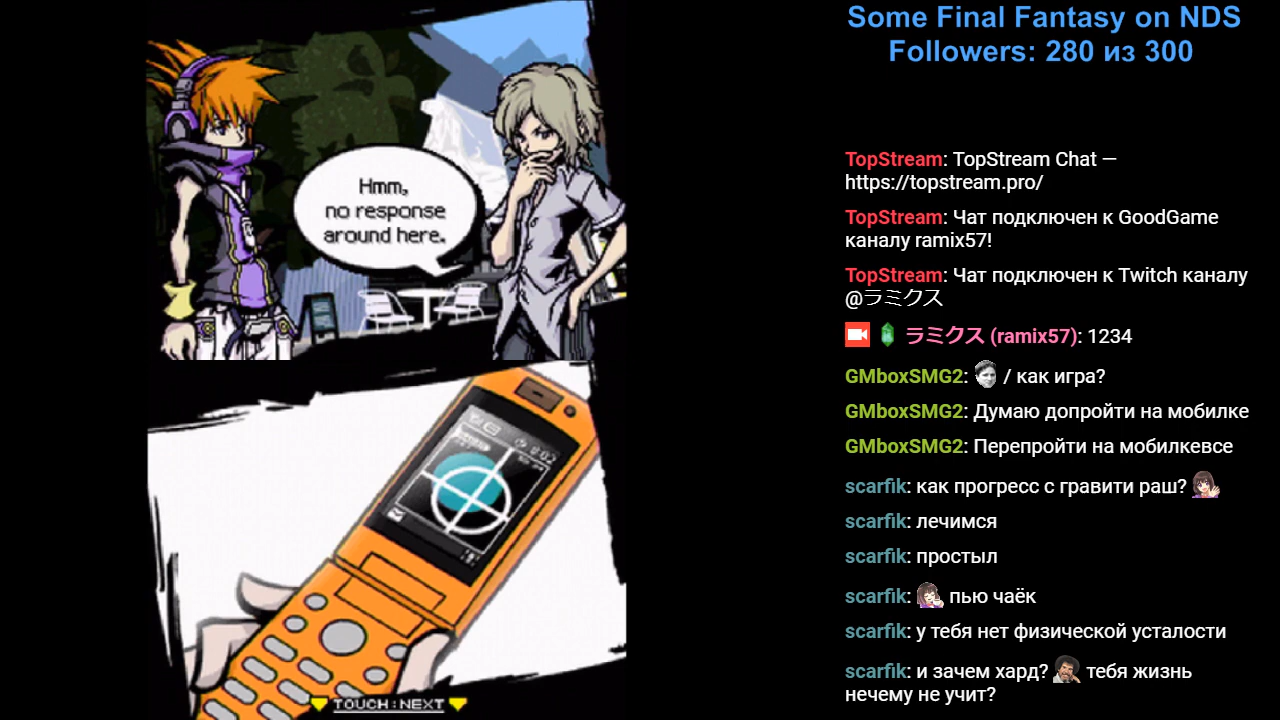 Hmm,
no response
around here.
TOUCH:NEXT
Some Final Fantasy on NDS
Followers: 280 из 300
TopStream: TopStream Chat —
https://topstream.pro/
TopStream: Чат подключен к GoodGame
каналу ramix57!
TopStream: Чат подключен к Twitch каналу
@ラミクス
ラミクス (ramix57): 1234
GMboxSMG2: / как игра?
GMboxSMG2: Думаю допройти на мобилке
GMboxSMG2: Перепройти на мобилкевсе
scarfik: как прогресс с гравити раш?
scarfik: лечимся
scarfik: простыл
scarfik: пью чаёк
scarfik: у тебя нет физической усталости
scarfik: и зачем хард? тебя жизнь
нечему не учит?